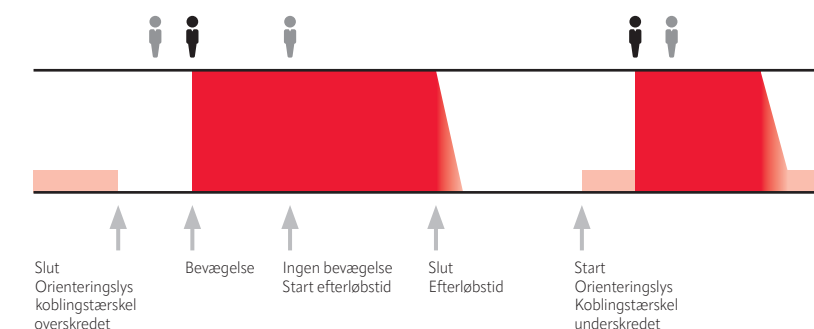 Slut
Orienteringslys
koblingstærskel
overskredet
Bevægelse
Ingen bevægelse
Start efterløbstid
Slut
Efterløbstid
Start
Orienteringslys
Koblingstærskel
underskredet